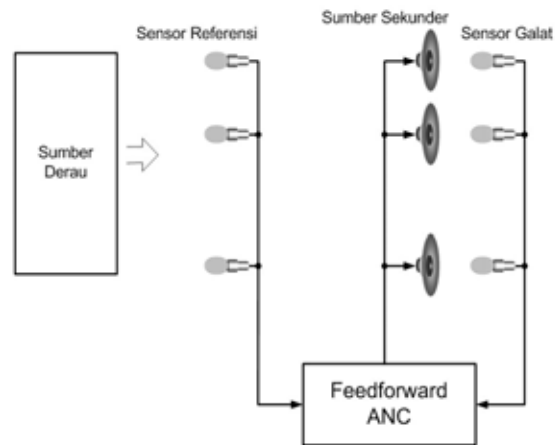 Sensor Referensi
Sumber Sekunder
Sensor Galat
Sumber
Derau
Feedforward
ANC